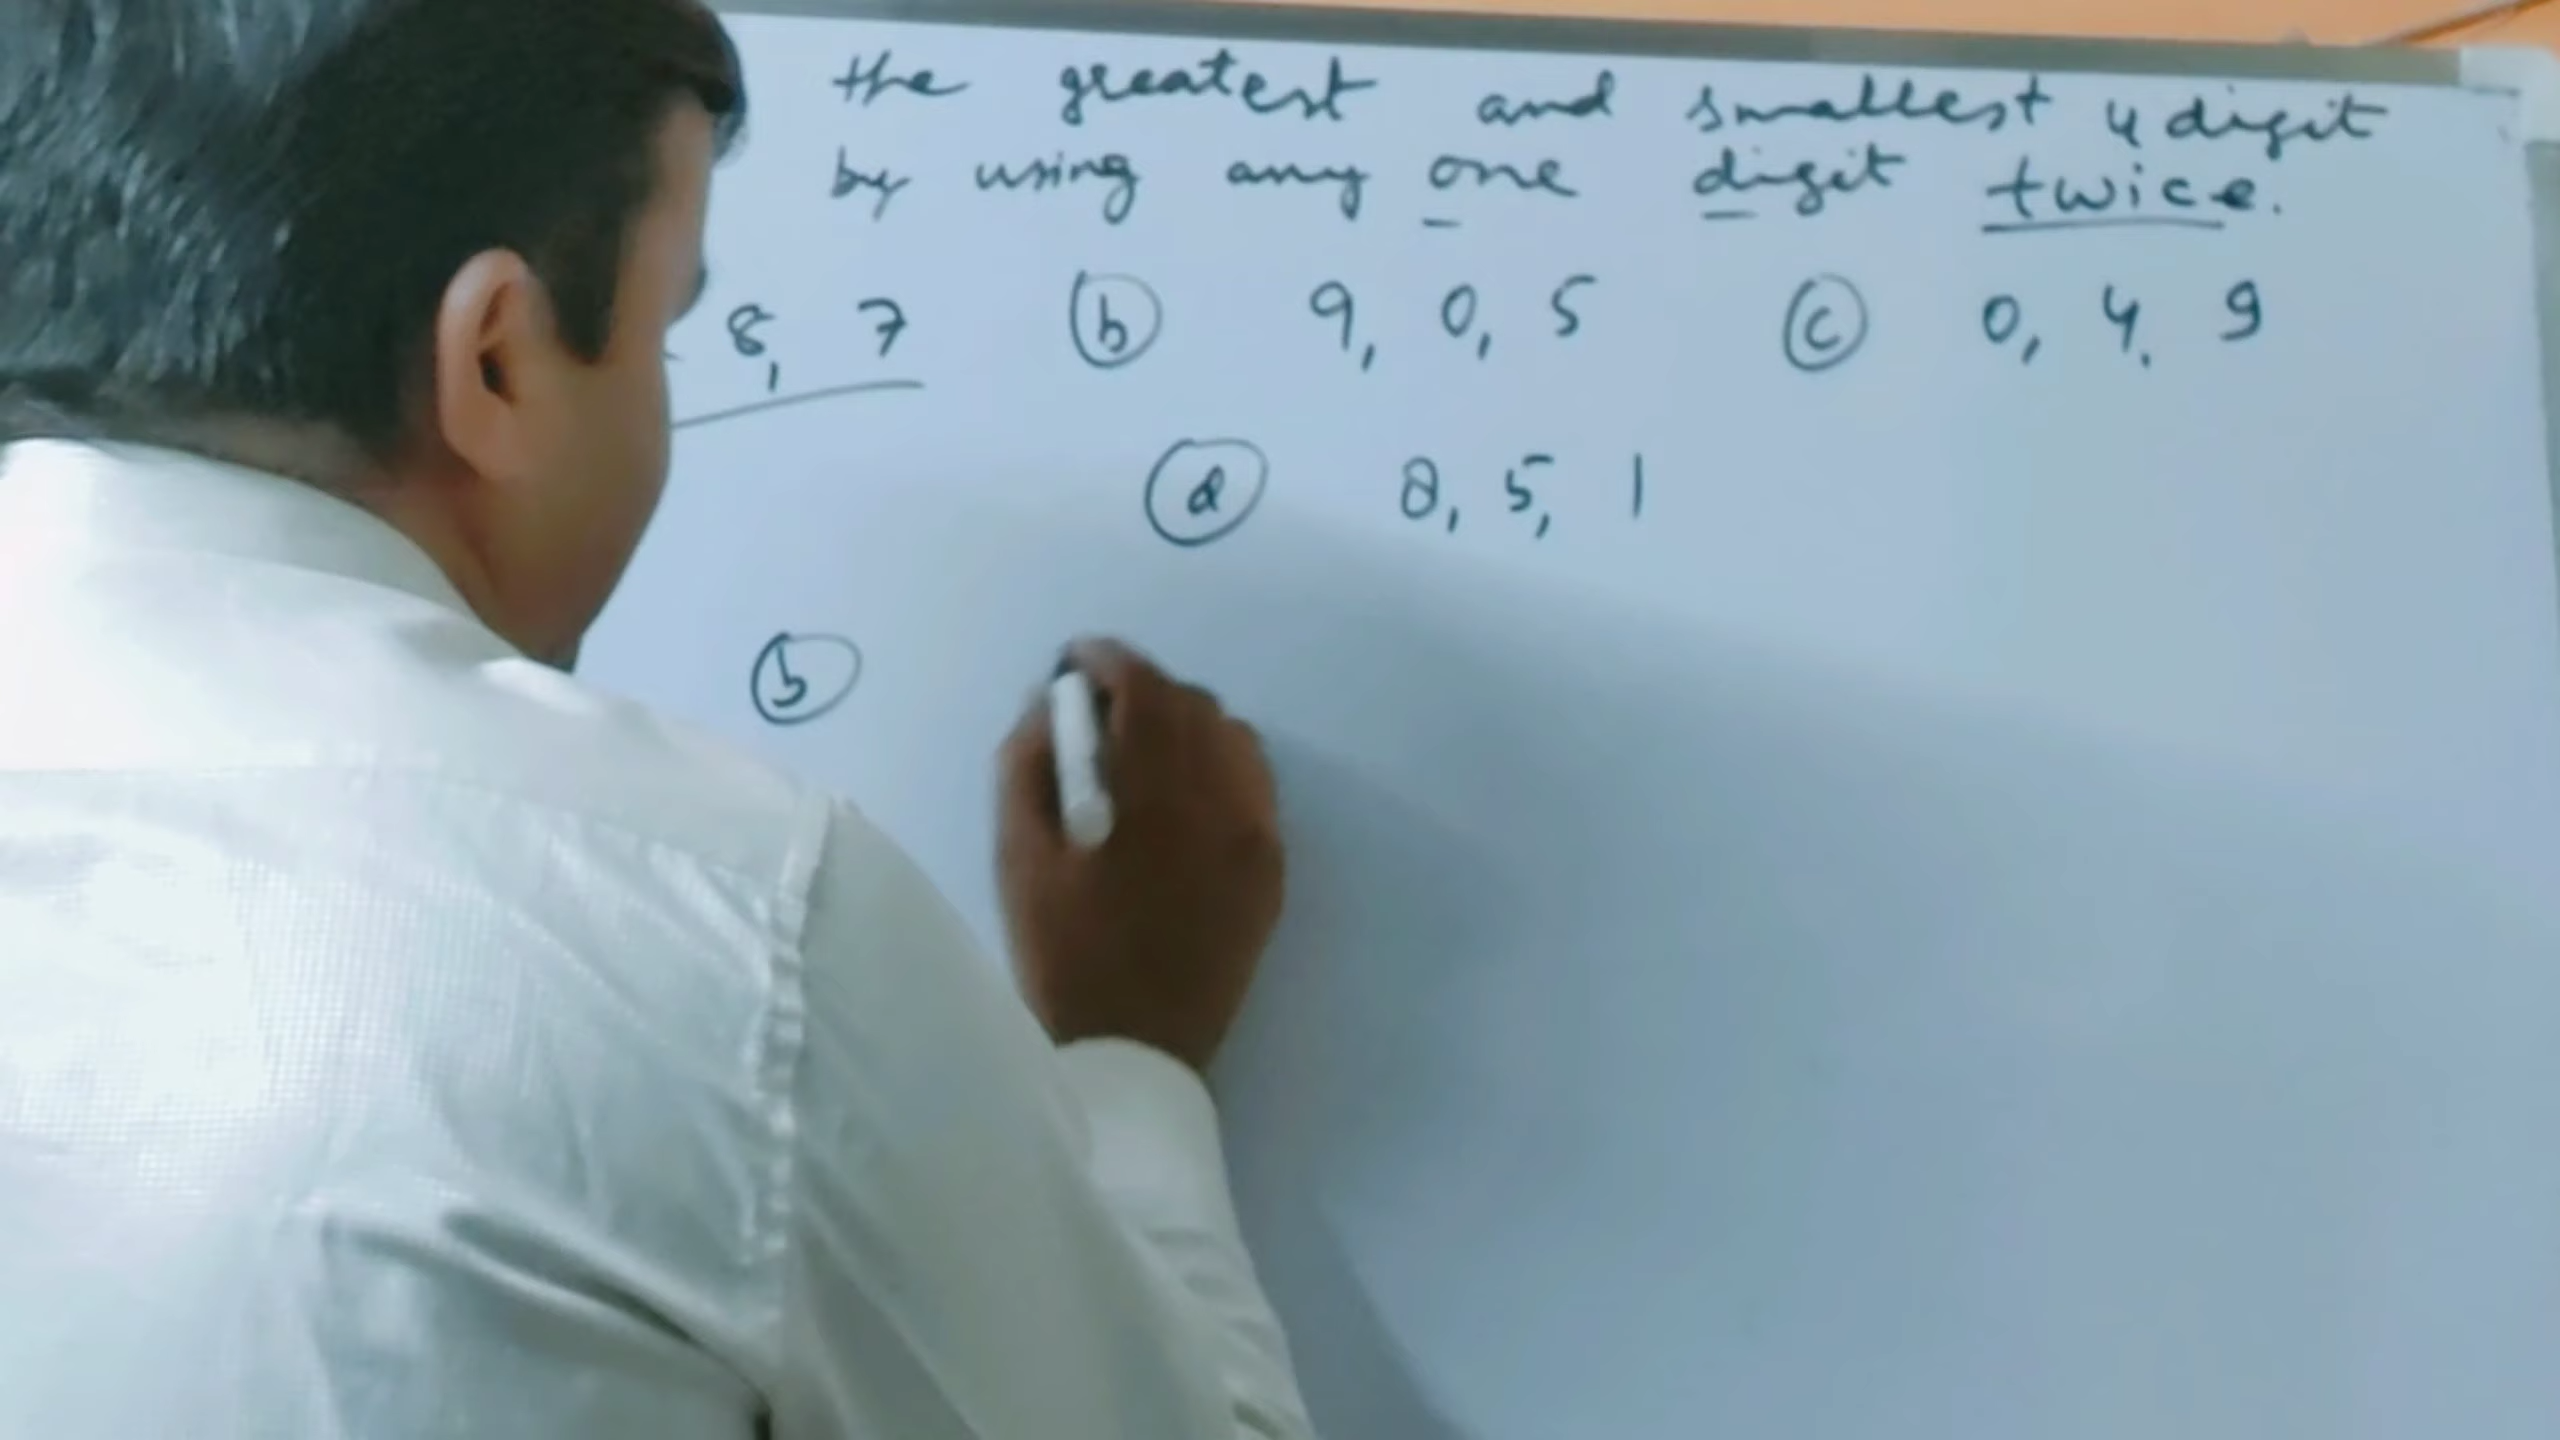 the greatest and smallest 4 digit
by using any one digit twice.
8, 7 (b) 9, 0, 5 (c) 0, 4, 9
(d) 8, 5, 1
(b)